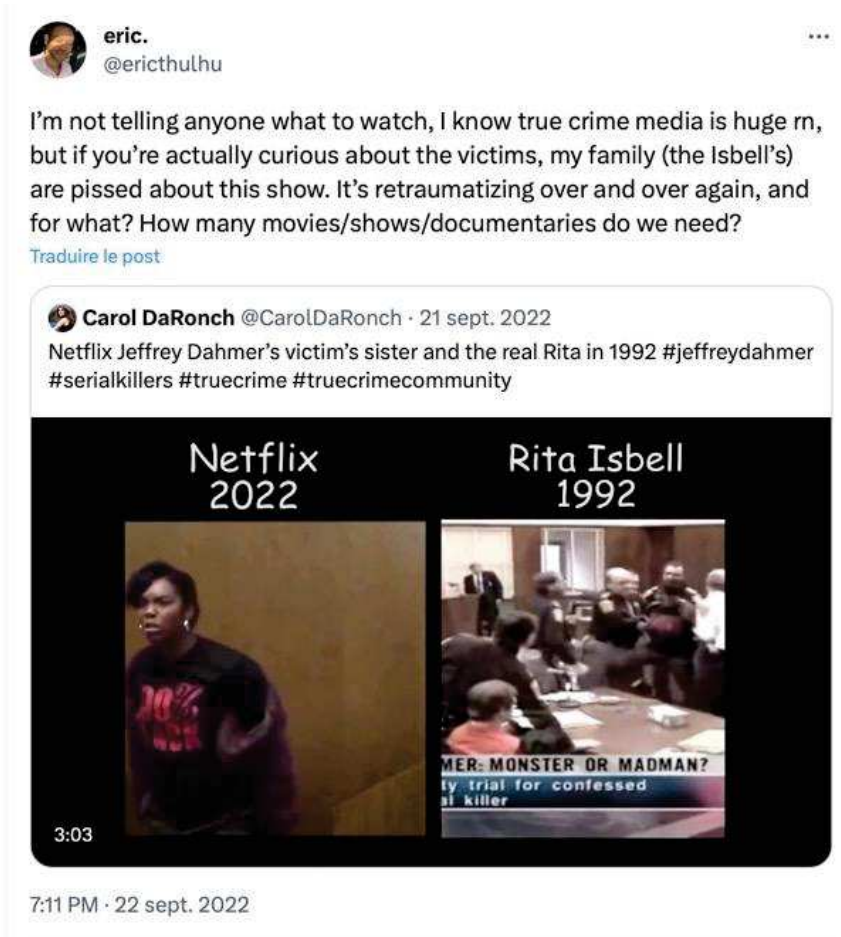 eric.
@ericthulhu
I'm not telling anyone what to watch, I know true crime media is huge rn,
but if you're actually curious about the victims, my family (the Isbell's)
are pissed about this show. It's retraumatizing over and over again, and
for what? How many movies/shows/documentaries do we need?
Traduire le post
Carol DaRonch @CarolDaRonch · 21 sept. 2022
Netflix Jeffrey Dahmer's victim's sister and the real Rita in 1992 #jeffreydahmer
#serialkillers #truecrime #truecrimecommunity
Netflix
2022
Rita Isbell
1992
MER: MONSTER OR MADMAN?
ty trial for confessed
al killer
3:03
7:11 PM · 22 sept. 2022